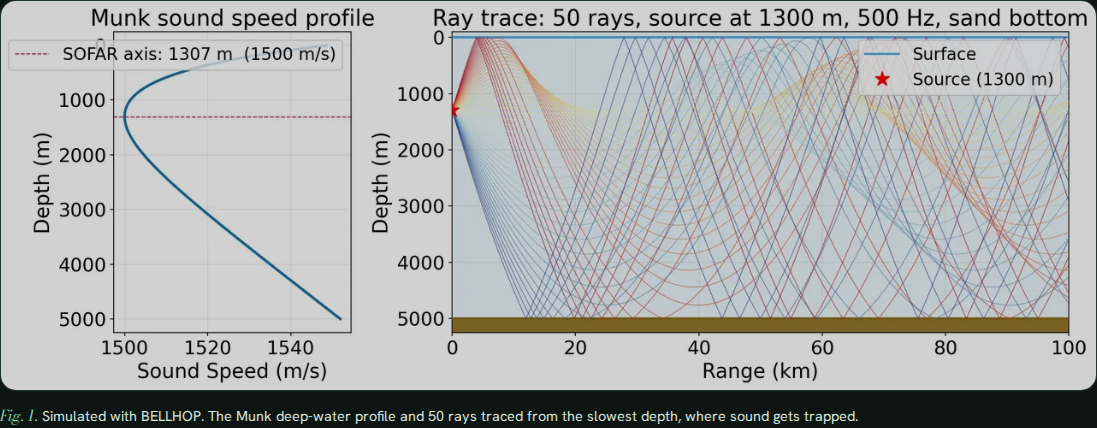 Munk sound speed profile
SOFAR axis: 1307 m (1500 m/s)
0
1000
2000
3000
4000
5000
Depth (m)
1500 1520 1540
Sound Speed (m/s)
Ray trace: 50 rays, source at 1300 m, 500 Hz, sand bottom
Surface
Source (1300 m)
0
1000
2000
3000
4000
5000
Depth (m)
0 20 40 60 80 100
Range (km)
Fig. 1. Simulated with BELLHOP. The Munk deep-water profile and 50 rays traced from the slowest depth, where sound gets trapped.